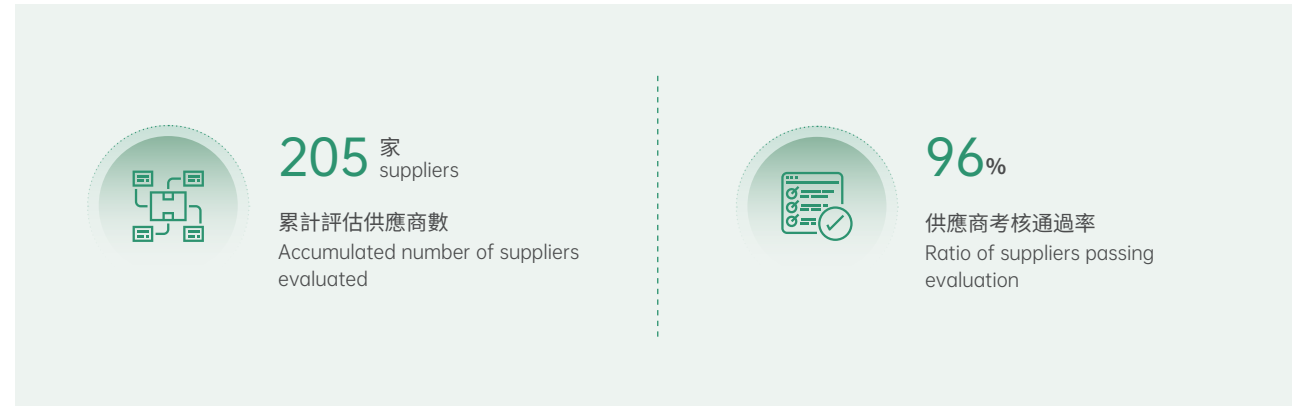 205 家
suppliers
累計評估供應商數
Accumulated number of suppliers
evaluated
96%
供應商考核通過率
Ratio of suppliers passing
evaluation